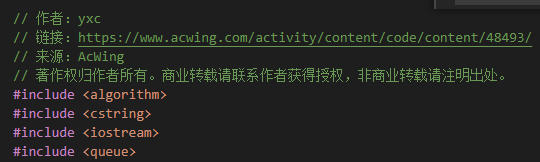 // 作者：yxc
// 链接：https://www.acwing.com/activity/content/code/content/48493/
// 来源：AcWing
// 著作权归作者所有。商业转载请联系作者获得授权，非商业转载请注明出处。
#include <algorithm>
#include <cstring>
#include <iostream>
#include <queue>